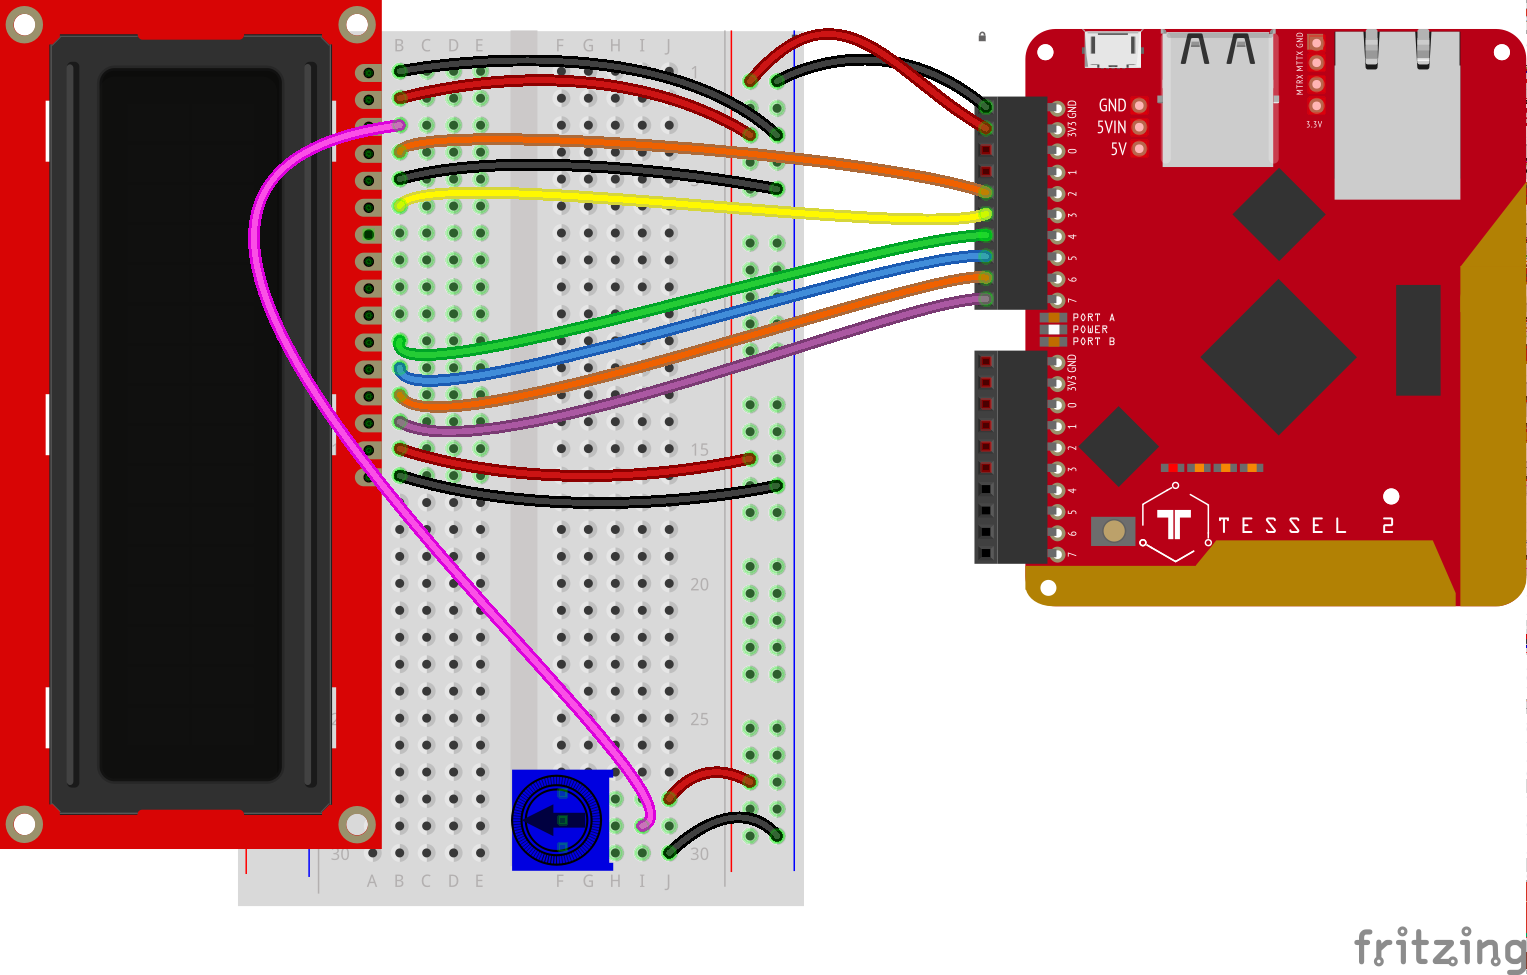 B C D E F G H I J
1
5
10
15
20
25
30 30
A B C D E F G H I J
GND
5VIN
5V
MTRX MTTX GND
3.3V
GND
3V3
0
1
2
3
4
5
6
7
PORT A
POWER
PORT B
GND
3V3
0
1
2
3
4
5
6
7
TESSEL 2
fritzing